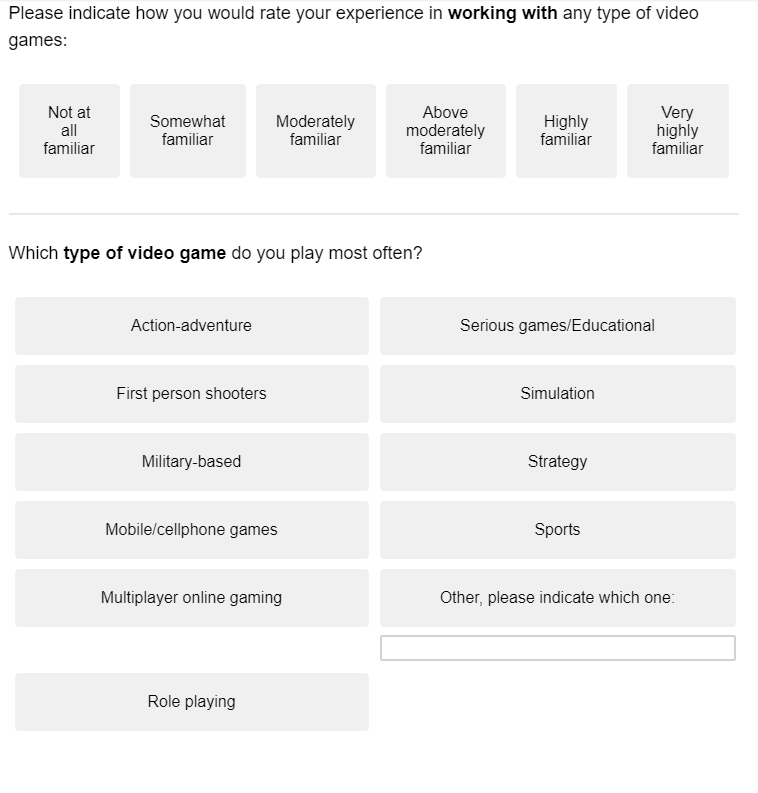 Please indicate how you would rate your experience in working with any type of video
games:
Not at
all
familiar
Somewhat
familiar
Moderately
familiar
Above
moderately
familiar
Highly
familiar
Very
highly
familiar
Which type of video game do you play most often?
Action-adventure
Serious games/Educational
First person shooters
Simulation
Military-based
Strategy
Mobile/cellphone games
Sports
Multiplayer online gaming
Other, please indicate which one:
Role playing